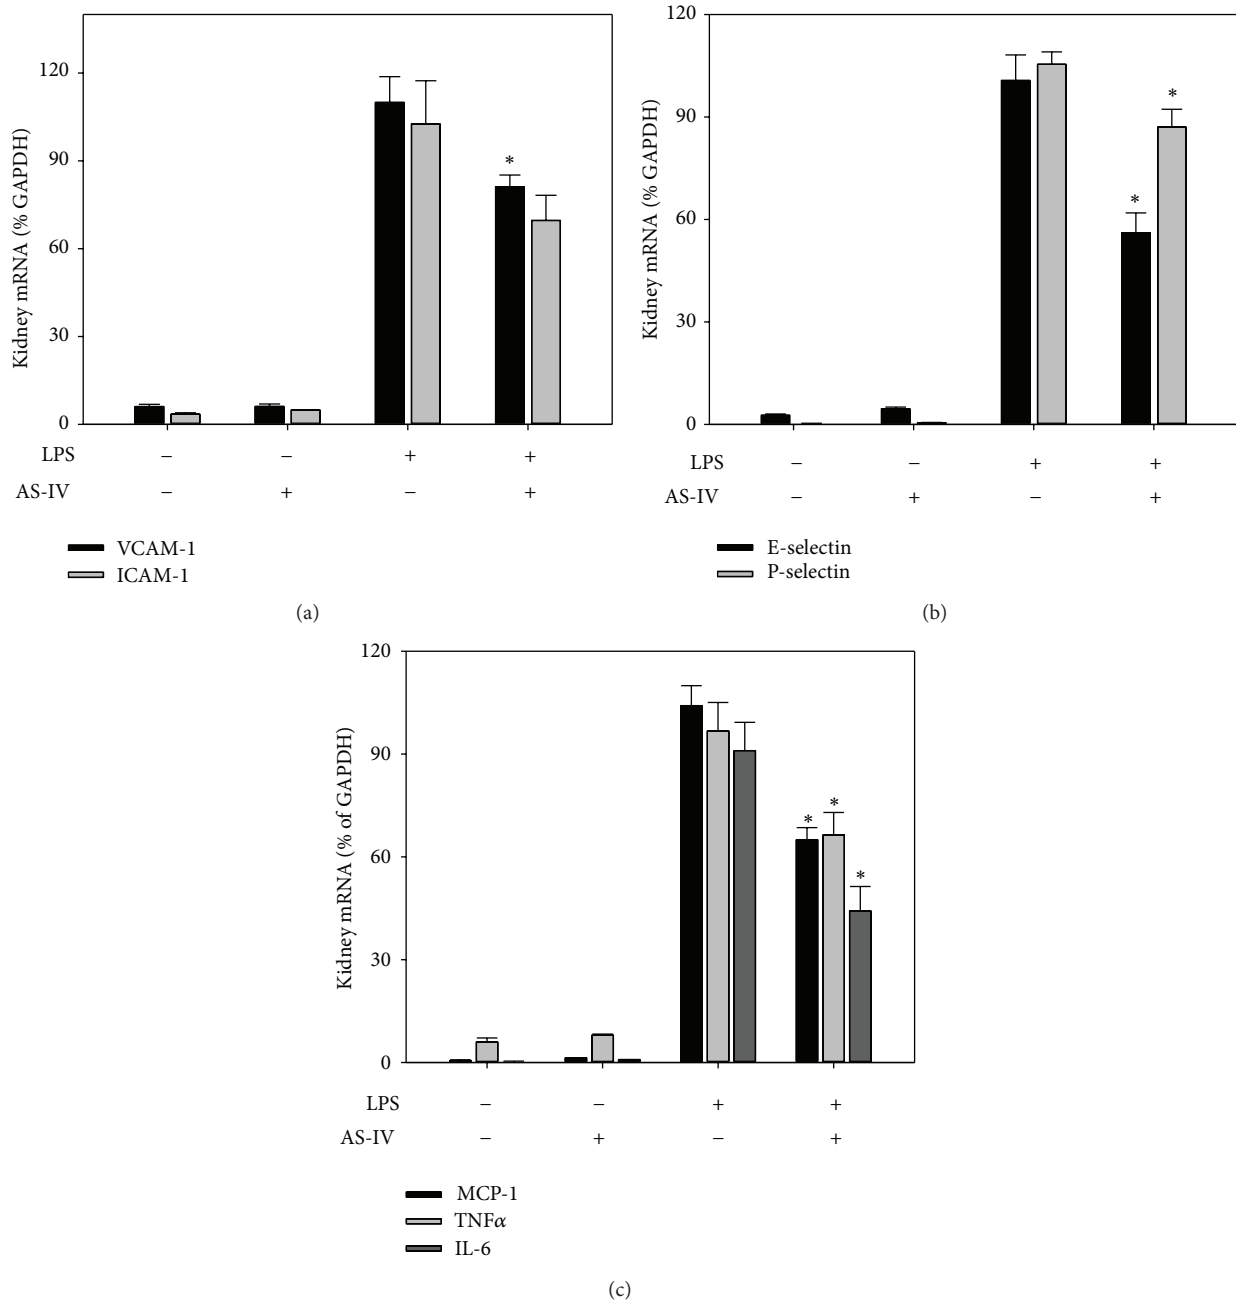 Kidney mRNA (% GAPDH)
120
90
60
30
0
*
LPS − − + +
AS-IV − + − +
VCAM-1
ICAM-1
(a)
Kidney mRNA (% GAPDH)
120
90
60
30
0
*
*
LPS − − + +
AS-IV − + − +
E-selectin
P-selectin
(b)
Kidney mRNA (% of GAPDH)
120
90
60
30
0
* *
*
LPS − − + +
AS-IV − + − +
MCP-1
TNFα
IL-6
(c)